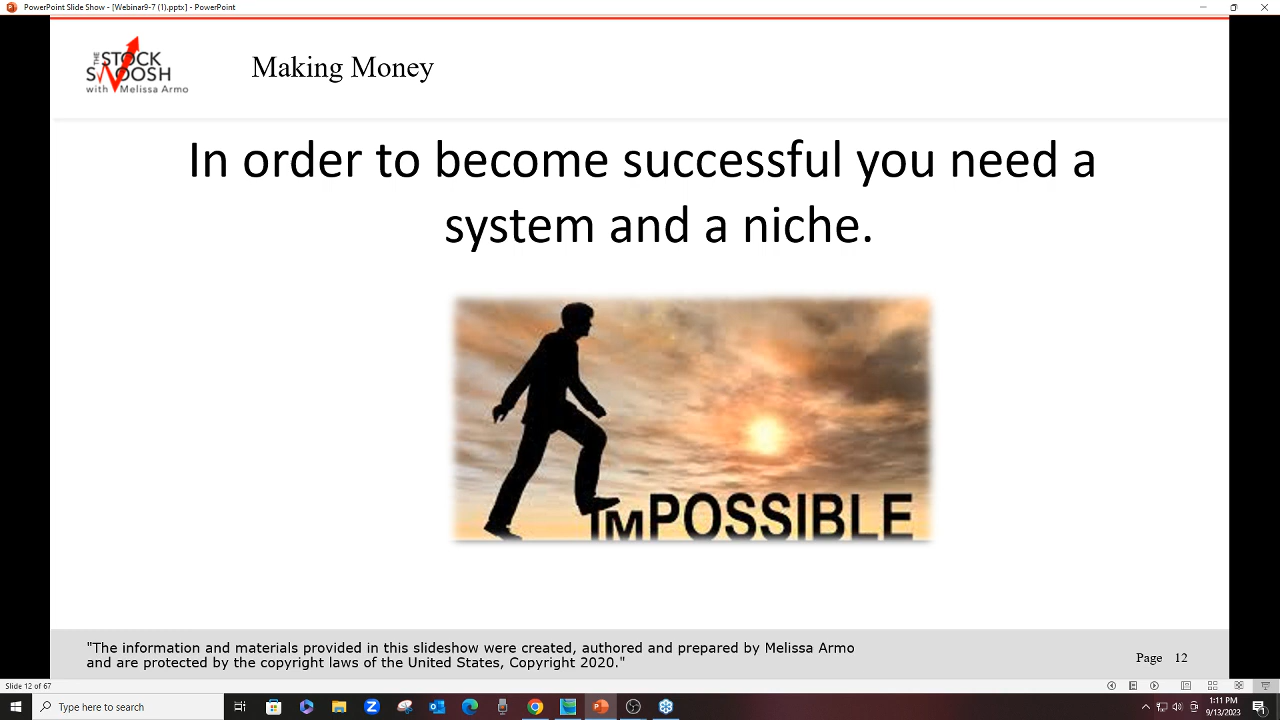 PowerPoint Slide Show - [Webinar9-7 (1).pptx] - PowerPoint
THE
STOCK
SWOOSH
with Melissa Armo
Making Money
In order to become successful you need a
system and a niche.
IMPOSSIBLE
"The information and materials provided in this slideshow were created, authored and prepared by Melissa Armo
and are protected by the copyright laws of the United States, Copyright 2020."
Page 12
Slide 12 of 67
Type here to search
1:11 PM
9/13/2023